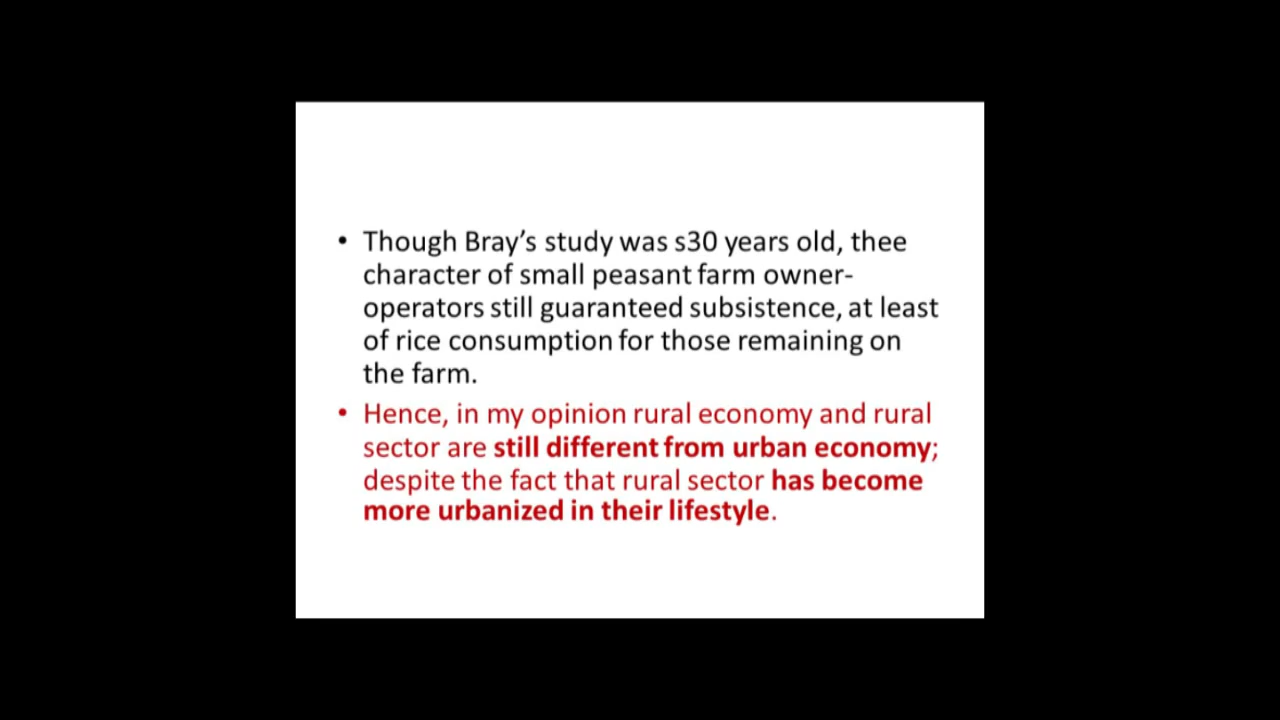 • Though Bray’s study was s30 years old, thee
character of small peasant farm owner-
operators still guaranteed subsistence, at least
of rice consumption for those remaining on
the farm.
• Hence, in my opinion rural economy and rural
sector are still different from urban economy;
despite the fact that rural sector has become
more urbanized in their lifestyle.